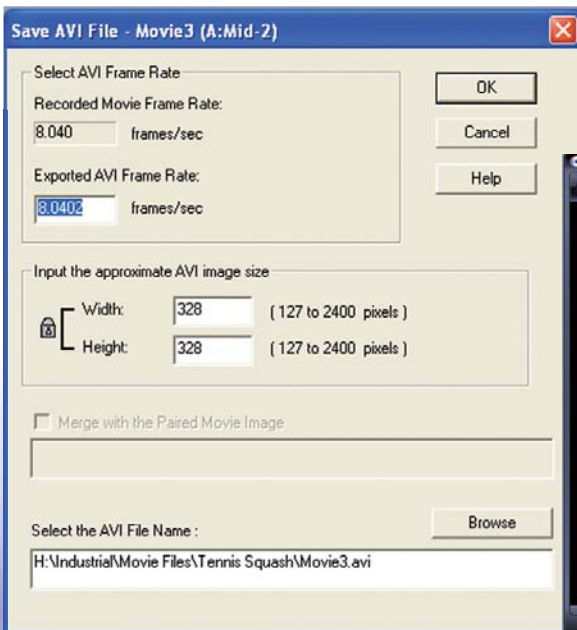 Save AVI File - Movie3 (A:Mid-2)
Select AVI Frame Rate
Recorded Movie Frame Rate:
8.040 frames/sec
Exported AVI Frame Rate:
8.0402 frames/sec
OK
Cancel
Help
Input the approximate AVI image size
Width: 328 ( 127 to 2400 pixels )
Height: 328 ( 127 to 2400 pixels )
Merge with the Paired Movie Image
Select the AVI File Name :
Browse
H:\Industrial\Movie Files\Tennis Squash\Movie3.avi